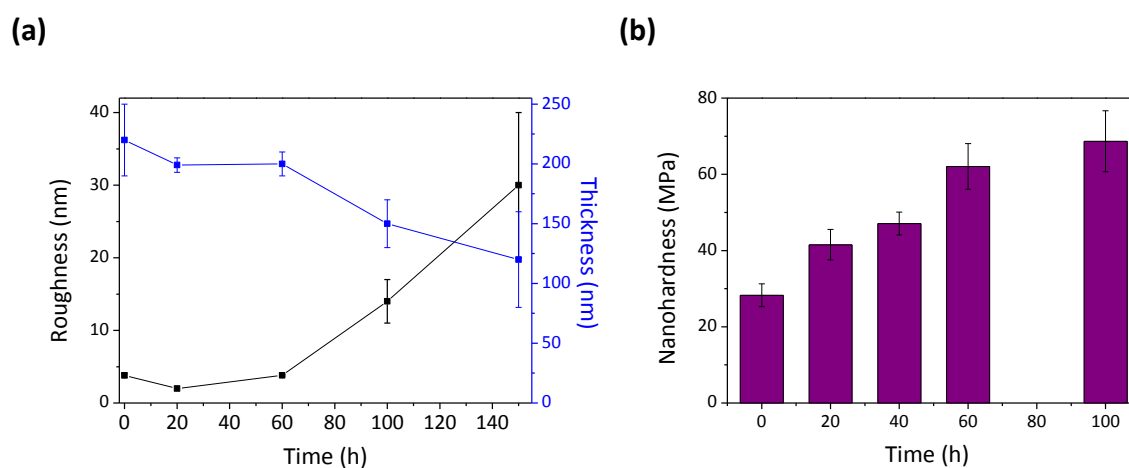 (a)
(b)
40
30
20
10
0
Roughness (nm)
250
200
150
100
50
0
Thickness (nm)
0 20 40 60 80 100 120 140
Time (h)
80
60
40
20
0
Nanohardness (MPa)
0 20 40 60 80 100
Time (h)